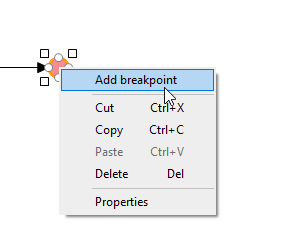 Add breakpoint
Cut Ctrl+X
Copy Ctrl+C
Paste Ctrl+V
Delete Del
Properties